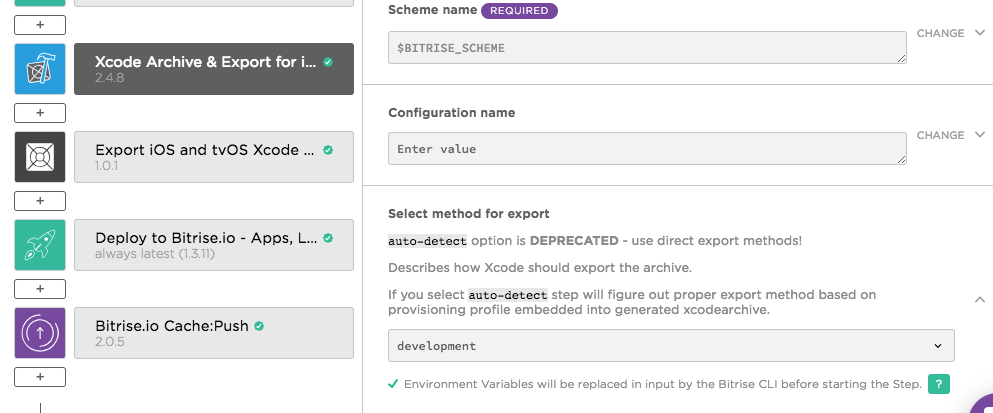 +
Xcode Archive & Export for i...
2.4.8
+
Export iOS and tvOS Xcode ...
1.0.1
+
Deploy to Bitrise.io - Apps, L...
always latest (1.3.11)
+
Bitrise.io Cache:Push
2.0.5
+
Scheme name REQUIRED
$BITRISE_SCHEME
CHANGE
Configuration name
Enter value
CHANGE
Select method for export
auto-detect option is DEPRECATED - use direct export methods!
Describes how Xcode should export the archive.
If you select auto-detect step will figure out proper export method based on
provisioning profile embedded into generated xcodearchive.
development
Environment Variables will be replaced in input by the Bitrise CLI before starting the Step. ?